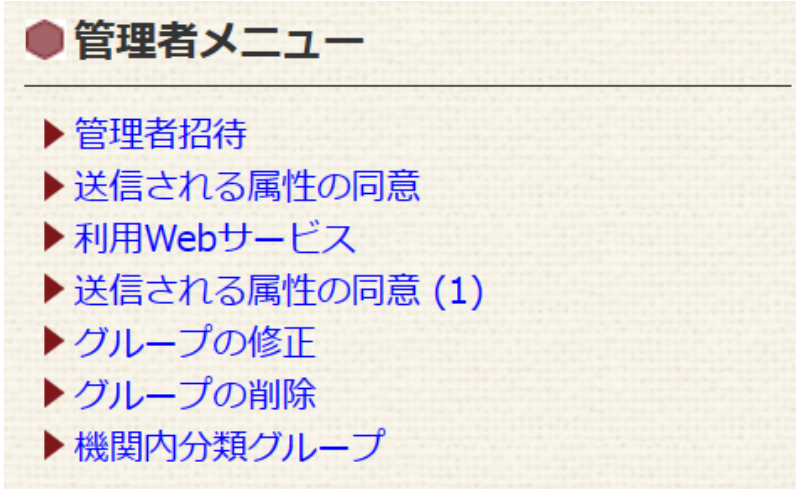 管理者メニュー
管理者招待
送信される属性の同意
利用Webサービス
送信される属性の同意 (1)
グループの修正
グループの削除
機関内分類グループ